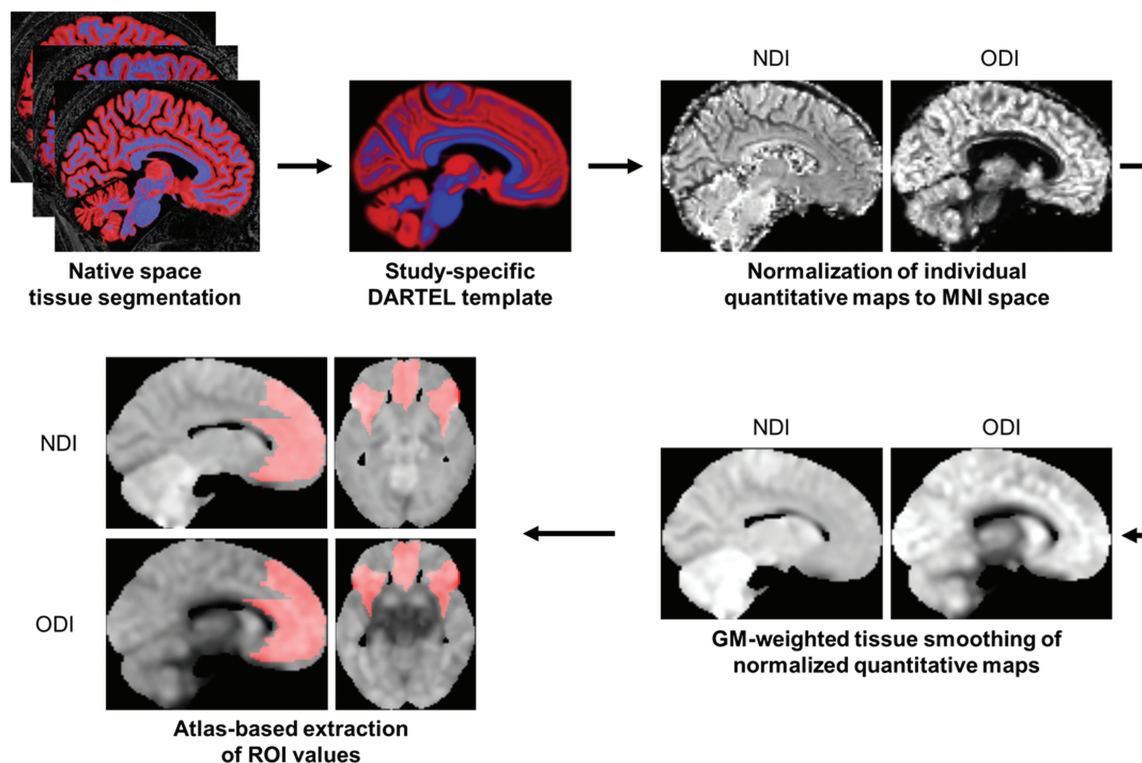 NDI
ODI
Native space
tissue segmentation
Study-specific
DARTEL template
Normalization of individual
quantitative maps to MNI space
NDI
ODI
NDI
ODI
GM-weighted tissue smoothing of
normalized quantitative maps
Atlas-based extraction
of ROI values